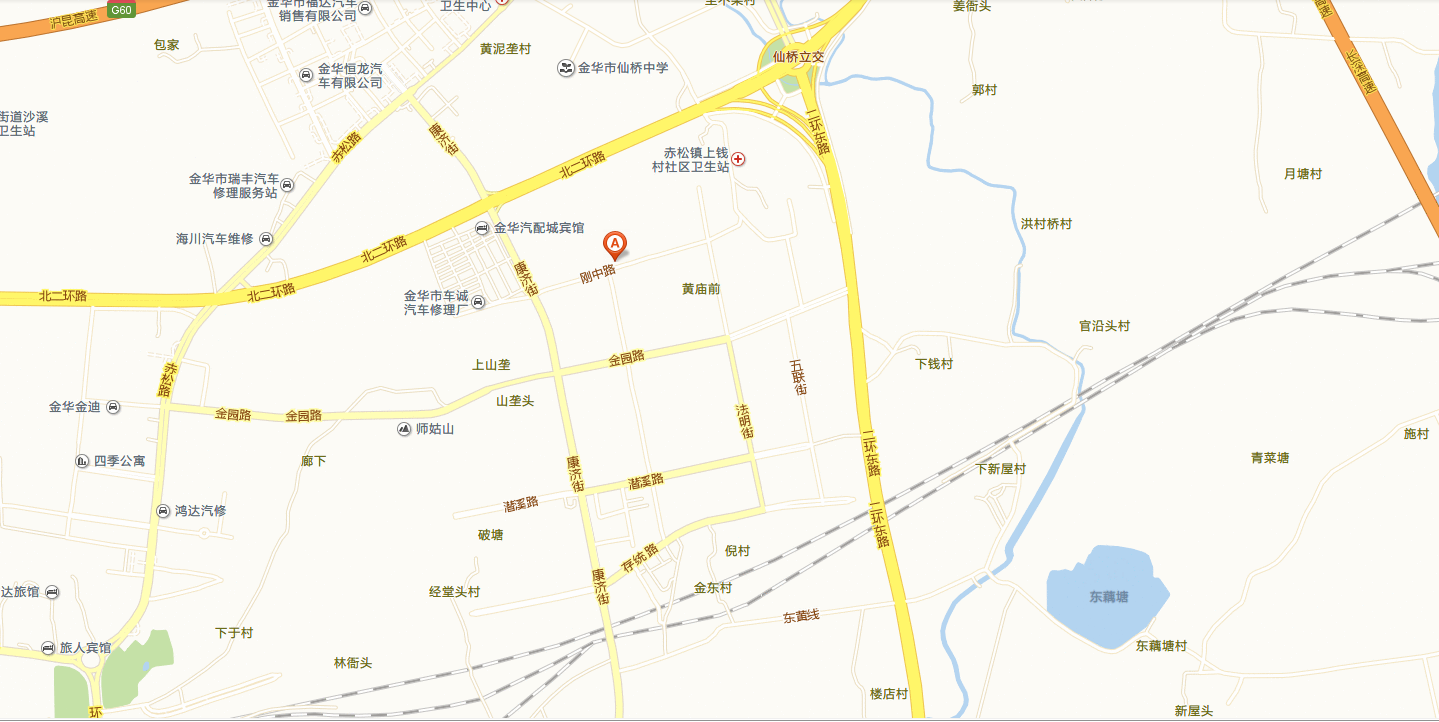 沪昆高速
G60
金华市福达汽车
销售有限公司
卫生中心
姜衙头
包家
黄泥垄村
仙桥立交
长深高速
金华恒龙汽
车有限公司
金华市仙桥中学
郭村
街道沙溪
卫生站
康济街
二环东路
赤松路
北二环路
赤松镇上钱
村社区卫生站
月塘村
金华市瑞丰汽车
修理服务站
洪村桥村
金华汽配城宾馆
海川汽车维修
北二环路
A
康济街
刚中路
黄庙前
北二环路
北二环路
金华市车诚
汽车修理厂
官沿头村
上山垄
金园路
下钱村
五联街
赤松路
山垄头
金华金迪
金园路
金园路
师姑山
法明街
施村
二环东路
四季公寓
廊下
康济街
下新屋村
青菜塘
潜溪路
潜溪路
鸿达汽修
二环东路
破塘
倪村
存统路
达旅馆
经堂头村
康济街
金东村
东藕塘
东黄线
下于村
旅人宾馆
林衙头
东藕塘村
楼店村
新屋头
环